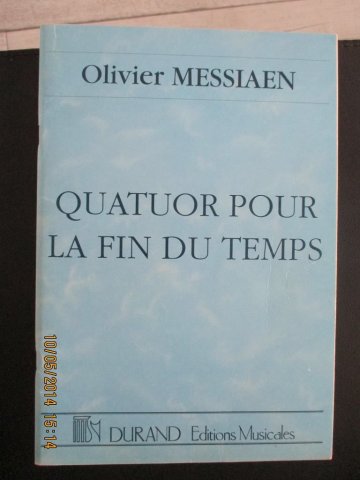 Olivier MESSIAEN
QUATUOR POUR
LA FIN DU TEMPS
DURAND Editions Musicales
10/05/2014 15:14